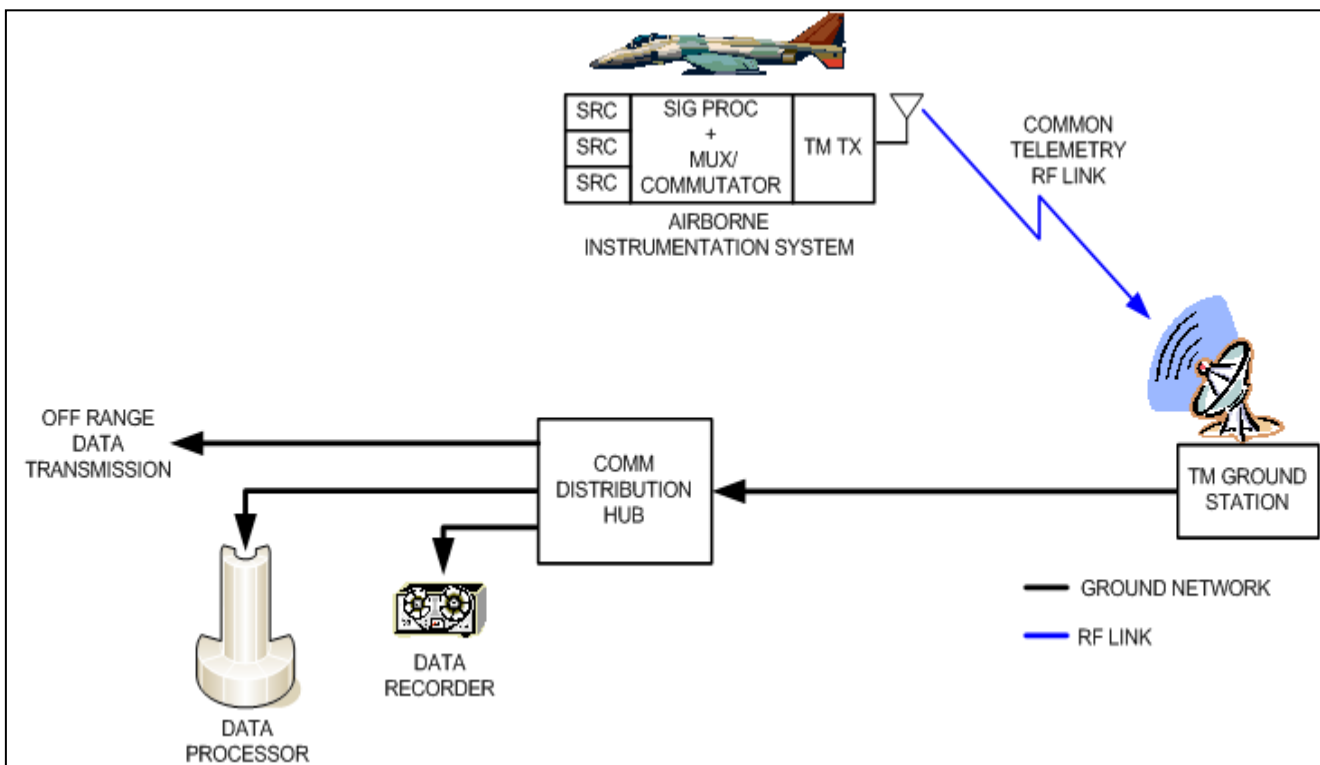 SRC
SRC
SRC
SIG PROC
+
MUX/
COMMUTATOR
TM TX
AIRBORNE
INSTRUMENTATION SYSTEM
COMMON
TELEMETRY
RF LINK
OFF RANGE
DATA
TRANSMISSION
COMM
DISTRIBUTION
HUB
TM GROUND
STATION
GROUND NETWORK
RF LINK
DATA
RECORDER
DATA
PROCESSOR